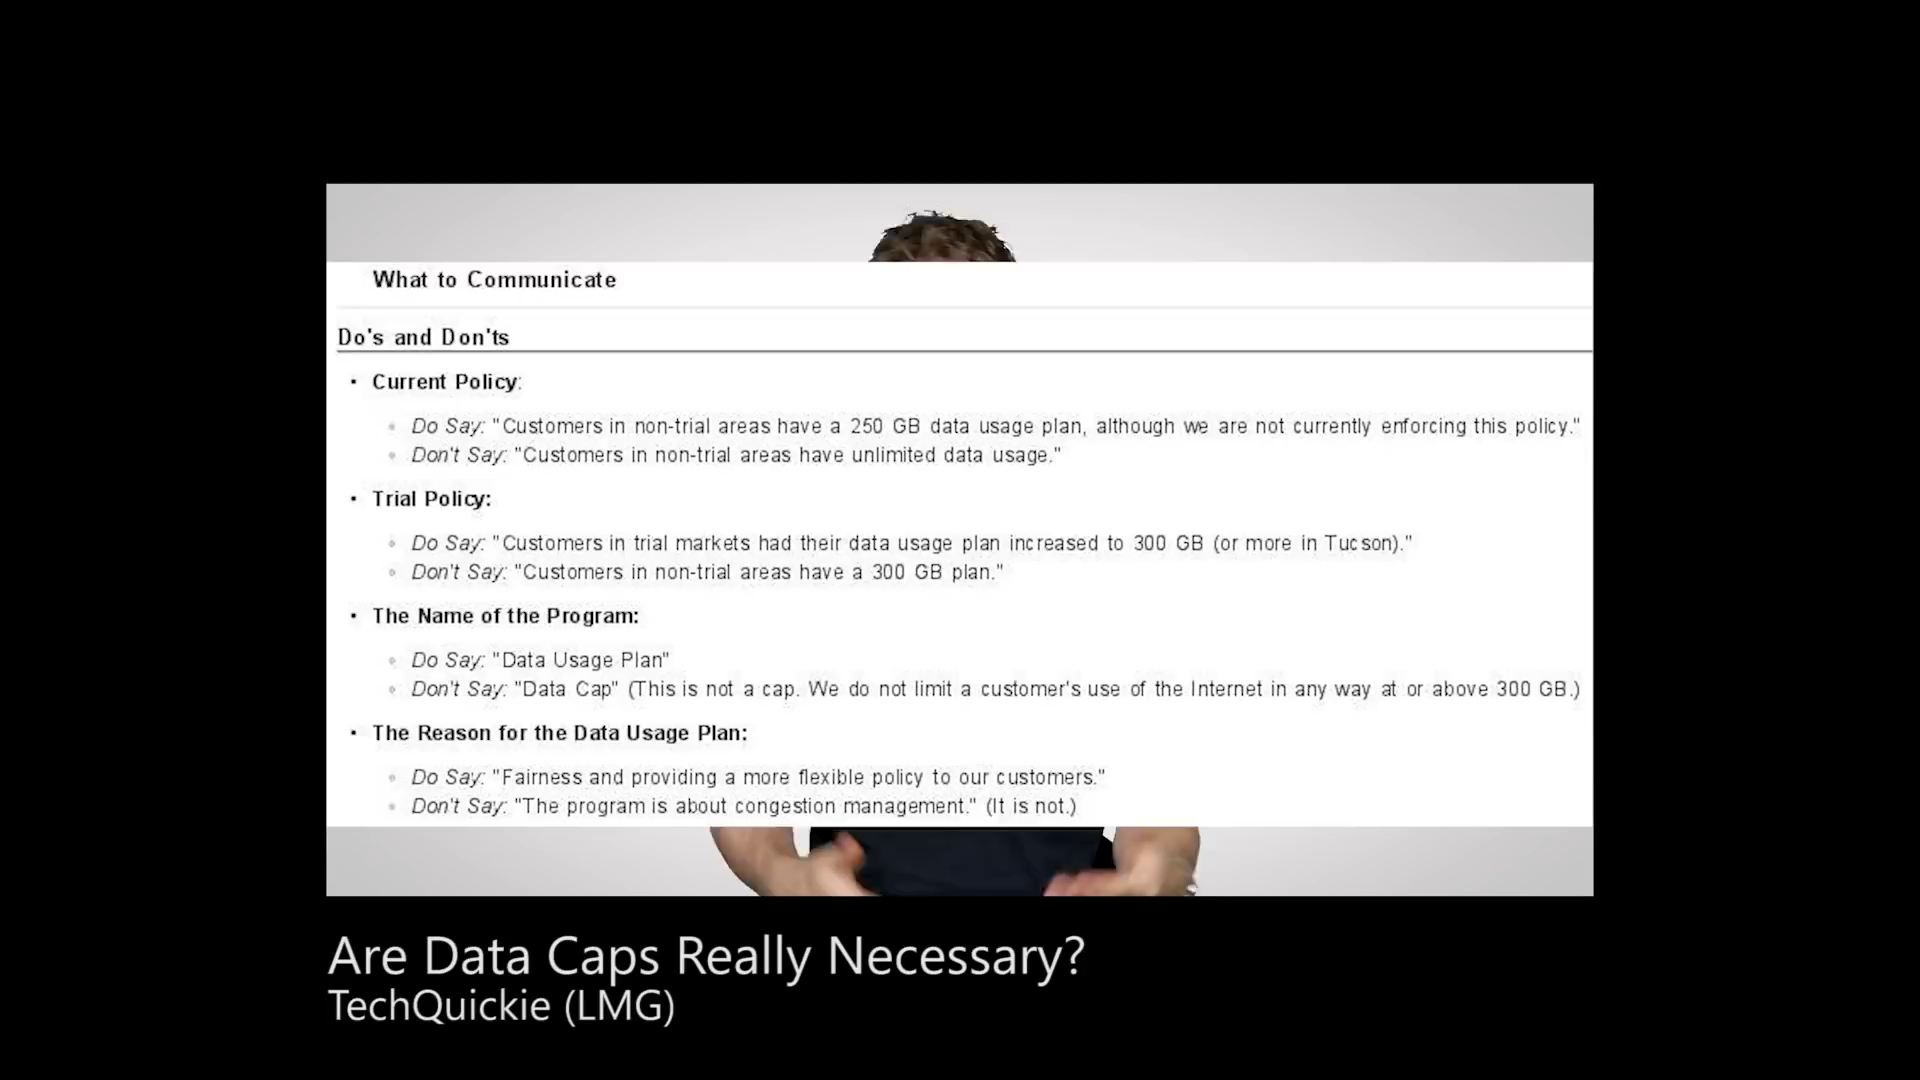 What to Communicate
Do's and Don'ts
• Current Policy:
Do Say: "Customers in non-trial areas have a 250 GB data usage plan, although we are not currently enforcing this policy."
Don't Say: "Customers in non-trial areas have unlimited data usage."
• Trial Policy:
Do Say: "Customers in trial markets had their data usage plan increased to 300 GB (or more in Tucson)."
Don't Say: "Customers in non-trial areas have a 300 GB plan."
• The Name of the Program:
Do Say: "Data Usage Plan"
Don't Say: "Data Cap" (This is not a cap. We do not limit a customer's use of the Internet in any way at or above 300 GB.)
• The Reason for the Data Usage Plan:
Do Say: "Fairness and providing a more flexible policy to our customers."
Don't Say: "The program is about congestion management." (It is not.)
Are Data Caps Really Necessary?
TechQuickie (LMG)